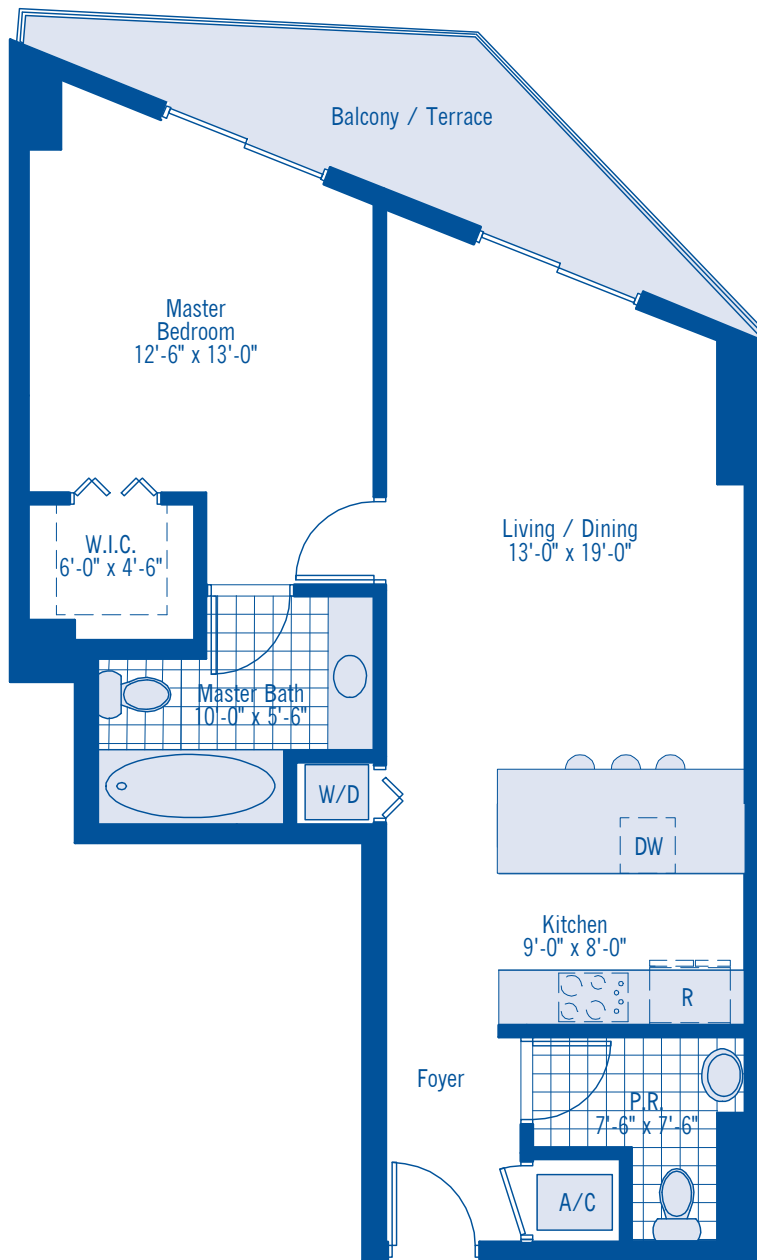 Balcony / Terrace
Master
Bedroom
12'-6" x 13'-0"
W.I.C.
6'-0" x 4'-6"
Living / Dining
13'-0" x 19'-0"
Master Bath
10'-0" x 5'-6"
W/D
DW
Kitchen
9'-0" x 8'-0"
R
Foyer
P.R.
7'-6" x 7'-6"
A/C